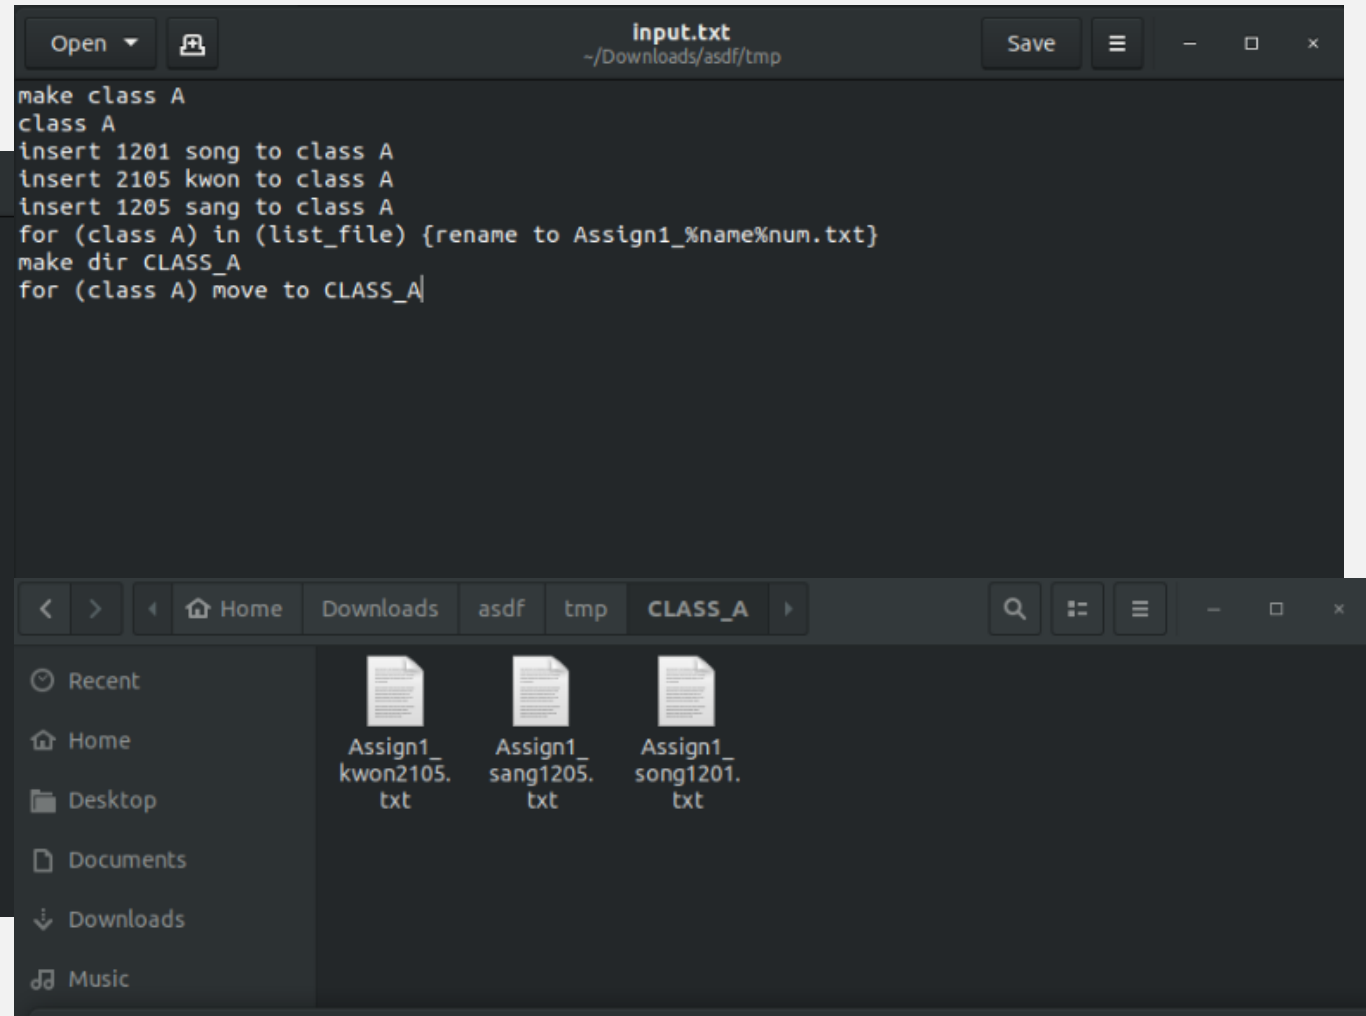 Open
input.txt
~/Downloads/asdf/tmp
Save
make class A
class A
insert 1201 song to class A
insert 2105 kwon to class A
insert 1205 sang to class A
for (class A) in (list_file) {rename to Assign1_%name%num.txt}
make dir CLASS_A
for (class A) move to CLASS_A
Home
Downloads
asdf
tmp
CLASS_A
Recent
Home
Desktop
Documents
Downloads
Music
Assign1_
kwon2105.
txt
Assign1_
sang1205.
txt
Assign1_
song1201.
txt